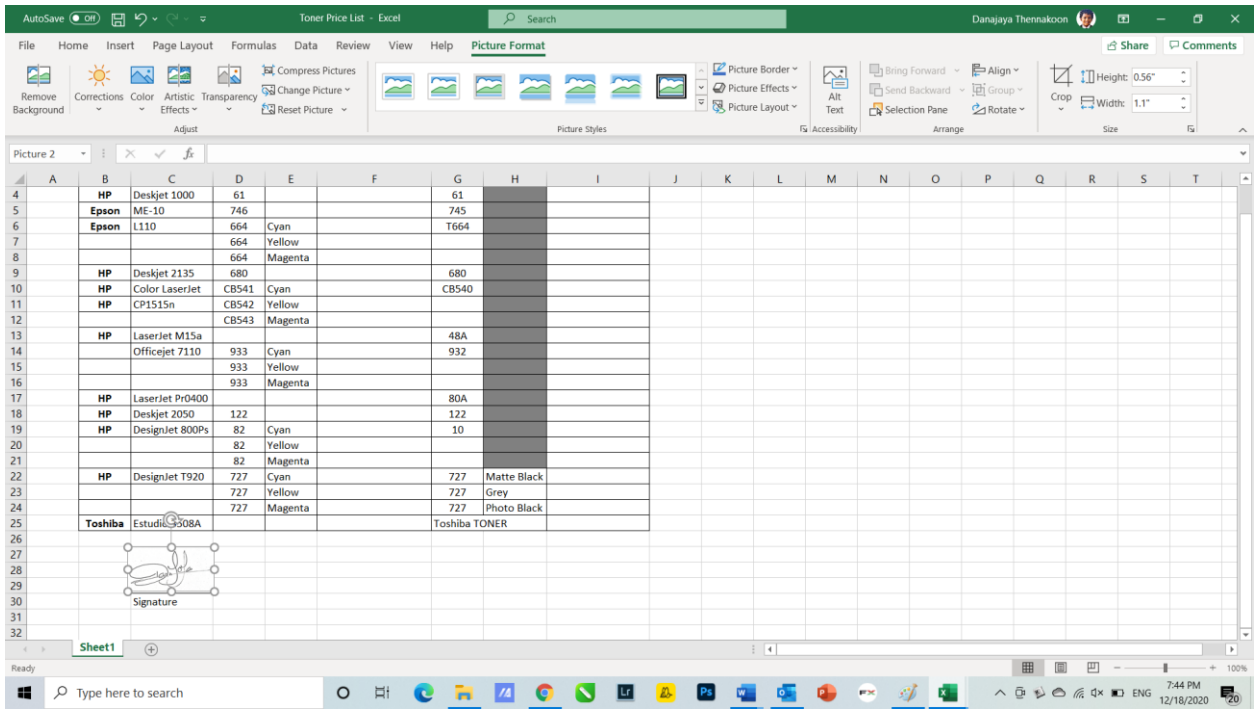 AutoSave Off Toner Price List - Excel Search Danajaya Thennakoon
File Home Insert Page Layout Formulas Data Review View Help Picture Format Share Comments
Remove Background Corrections Color Artistic Effects Transparency Compress Pictures Change Picture Reset Picture Picture Border Picture Effects Picture Layout Alt Text Bring Forward Send Backward Selection Pane Align Group Rotate Crop Height: 0.56" Width: 1.1"
Adjust Picture Styles Accessibility Arrange Size
Picture 2 fx
A B C D E F G H I J K L M N O P Q R S T
4 HP Deskjet 1000 61 61
5 Epson ME-10 746 745
6 Epson L110 664 Cyan T664
7 664 Yellow
8 664 Magenta
9 HP Deskjet 2135 680 680
10 HP Color LaserJet CB541 Cyan CB540
11 HP CP1515n CB542 Yellow
12 CB543 Magenta
13 HP LaserJet M15a 48A
14 Officejet 7110 933 Cyan 932
15 933 Yellow
16 933 Magenta
17 HP LaserJet Pr0400 80A
18 HP Deskjet 2050 122 122
19 HP DesignJet 800Ps 82 Cyan 10
20 82 Yellow
21 82 Magenta
22 HP DesignJet T920 727 Cyan 727 Matte Black
23 727 Yellow 727 Grey
24 727 Magenta 727 Photo Black
25 Toshiba Toshiba TONER
26
27
28
29
30 Signature
31
32
Sheet1
Ready 100%
Type here to search Lr Ps ENG 7:44 PM
12/18/2020 20